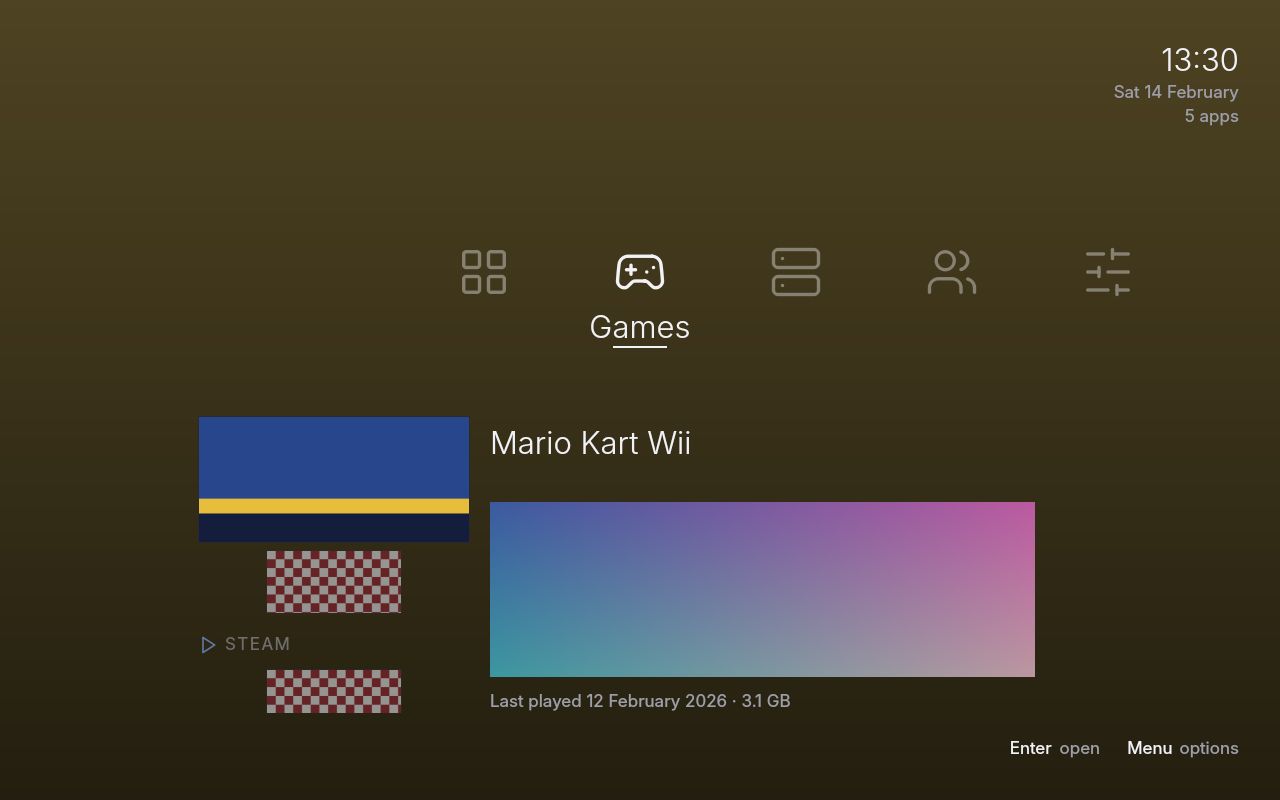 13:30
Sat 14 February
5 apps
Games
Mario Kart Wii
STEAM
Last played 12 February 2026 · 3.1 GB
Enter open Menu options